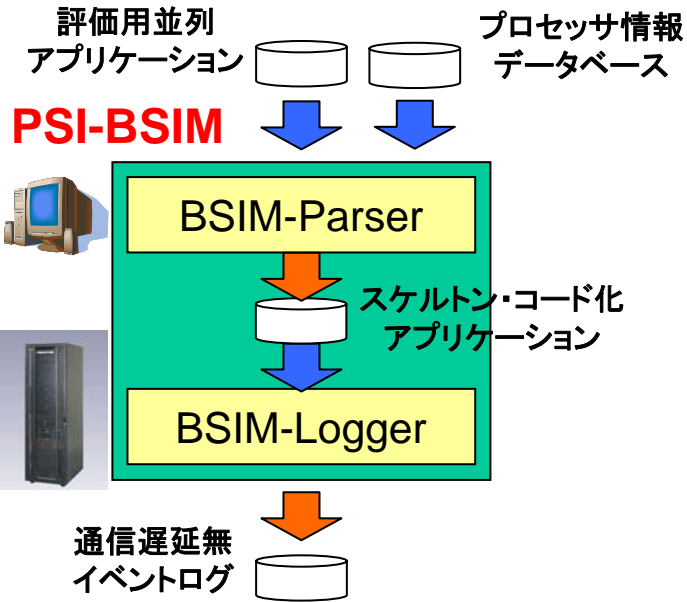 評価用並列
アプリケーション
プロセッサ情報
データベース
PSI-BSIM
BSIM-Parser
スケルトン・コード化
アプリケーション
BSIM-Logger
通信遅延無
イベントログ